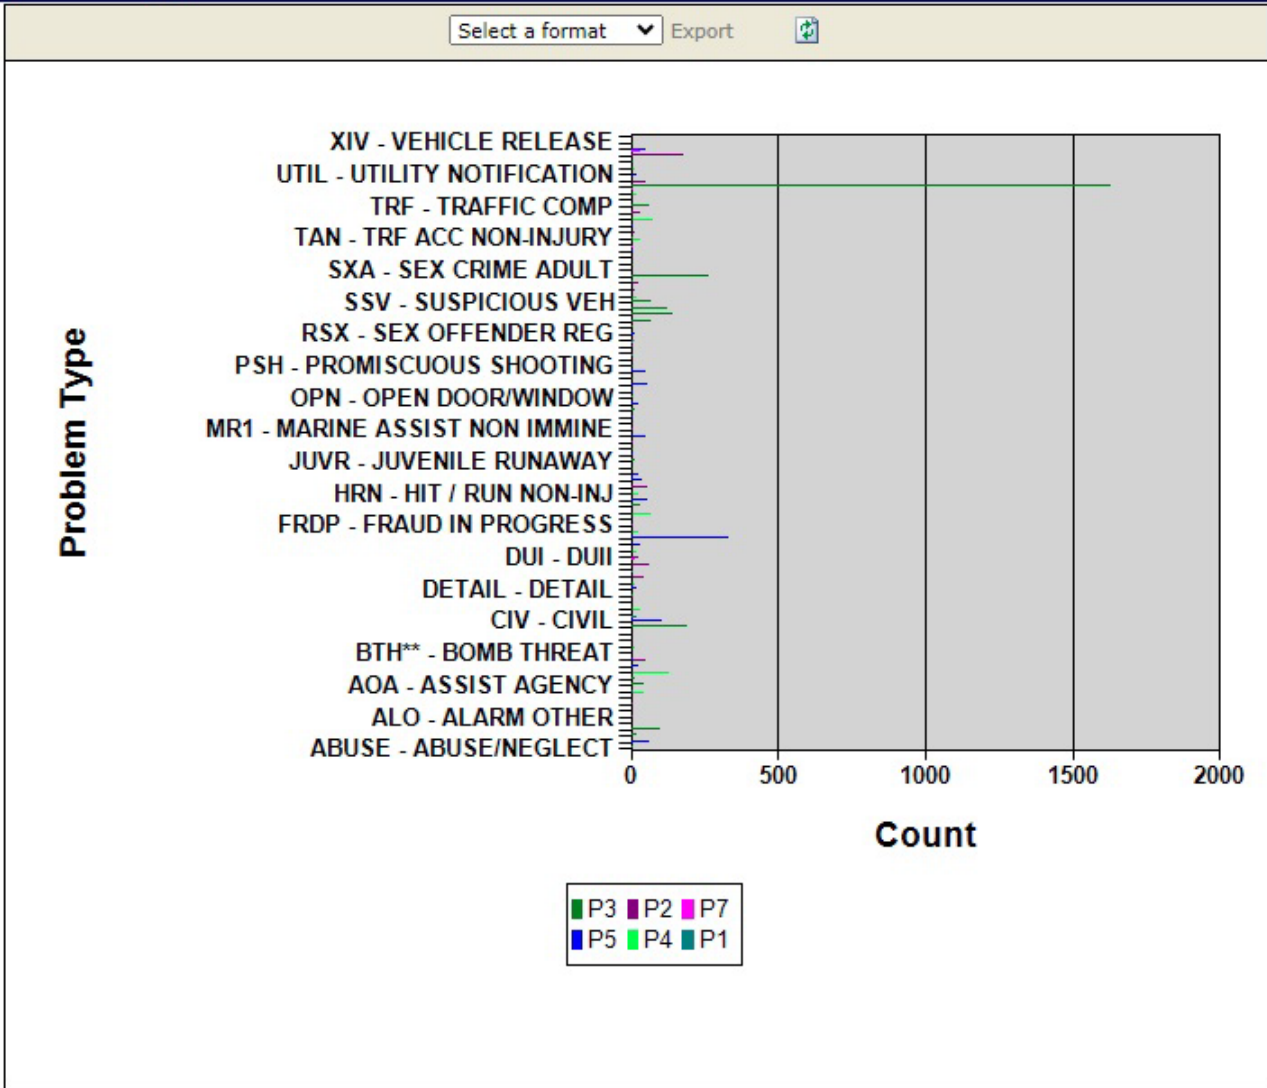 Select a format Export
XIV - VEHICLE RELEASE
UTIL - UTILITY NOTIFICATION
TRF - TRAFFIC COMP
TAN - TRF ACC NON-INJURY
SXA - SEX CRIME ADULT
SSV - SUSPICIOUS VEH
RSX - SEX OFFENDER REG
PSH - PROMISCUOUS SHOOTING
OPN - OPEN DOOR/WINDOW
MR1 - MARINE ASSIST NON IMMINE
JUVR - JUVENILE RUNAWAY
HRN - HIT / RUN NON-INJ
FRDP - FRAUD IN PROGRESS
DUI - DUII
DETAIL - DETAIL
CIV - CIVIL
BTH** - BOMB THREAT
AOA - ASSIST AGENCY
ALO - ALARM OTHER
ABUSE - ABUSE/NEGLECT
Problem Type
0 500 1000 1500 2000
Count
P3 P2 P7
P5 P4 P1